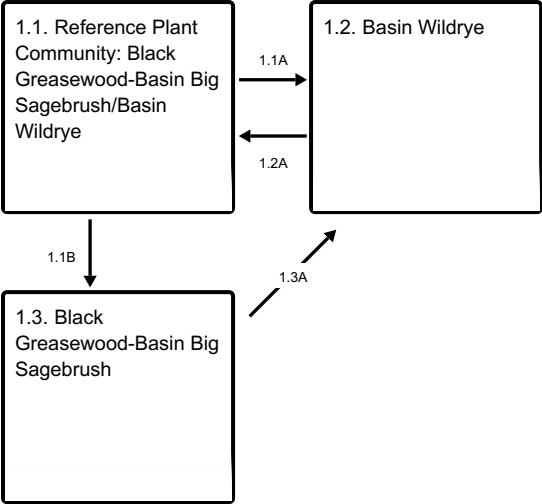 1.1. Reference Plant
Community: Black
Greasewood-Basin Big
Sagebrush/Basin
Wildrye
1.1A
1.2. Basin Wildrye
1.2A
1.1B
1.3A
1.3. Black
Greasewood-Basin Big
Sagebrush